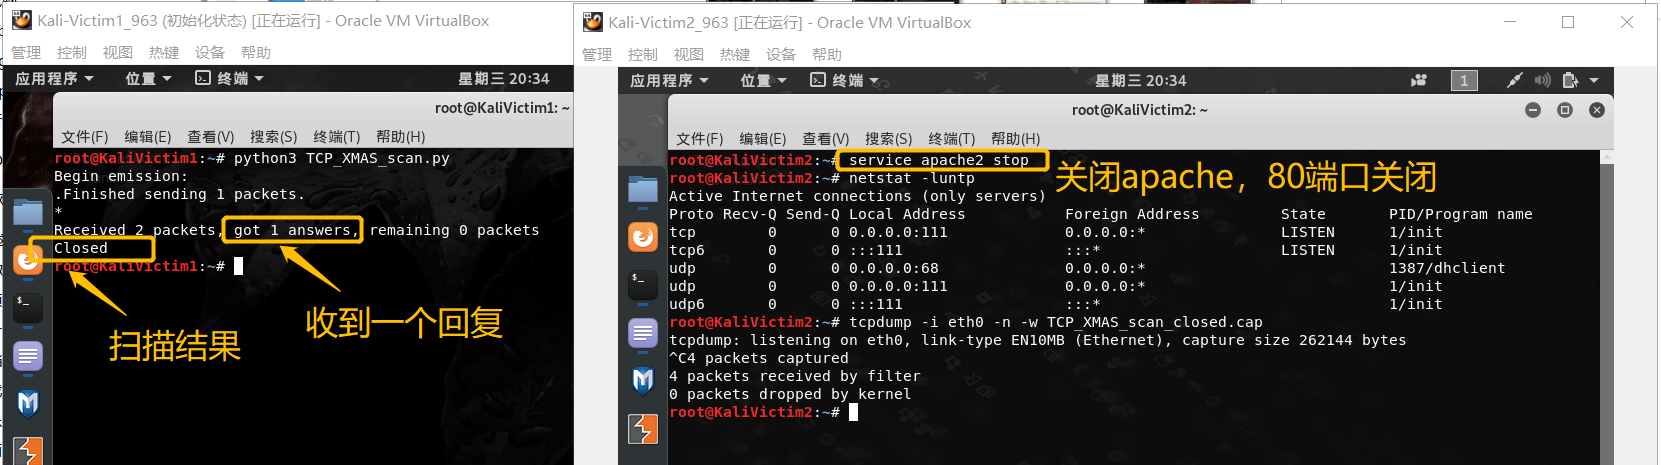 Kali-Victim1_963 (初始化状态) [正在运行] - Oracle VM VirtualBox
管理 控制 视图 热键 设备 帮助
应用程序 位置 终端 星期三 20:34
root@KaliVictim1: ~
文件(F) 编辑(E) 查看(V) 搜索(S) 终端(T) 帮助(H)
root@KaliVictim1:~# python3 TCP_XMAS_scan.py
Begin emission:
.Finished sending 1 packets.
*
Received 2 packets, got 1 answers, remaining 0 packets
Closed
root@KaliVictim1:~#
收到一个回复
扫描结果
Kali-Victim2_963 [正在运行] - Oracle VM VirtualBox
管理 控制 视图 热键 设备 帮助
应用程序 位置 终端 星期三 20:34 1
root@KaliVictim2: ~
文件(F) 编辑(E) 查看(V) 搜索(S) 终端(T) 帮助(H)
root@KaliVictim2:~# service apache2 stop
关闭apache，80端口关闭
root@KaliVictim2:~# netstat -luntp
Active Internet connections (only servers)
Proto Recv-Q Send-Q Local Address Foreign Address State PID/Program name
tcp 0 0 0.0.0.0:111 0.0.0.0:* LISTEN 1/init
tcp6 0 0 :::111 :::* LISTEN 1/init
udp 0 0 0.0.0.0:68 0.0.0.0:* 1387/dhclient
udp 0 0 0.0.0.0:111 0.0.0.0:* 1/init
udp6 0 0 :::111 :::* 1/init
root@KaliVictim2:~# tcpdump -i eth0 -n -w TCP_XMAS_scan_closed.cap
tcpdump: listening on eth0, link-type EN10MB (Ethernet), capture size 262144 bytes
^C4 packets captured
4 packets received by filter
0 packets dropped by kernel
root@KaliVictim2:~#